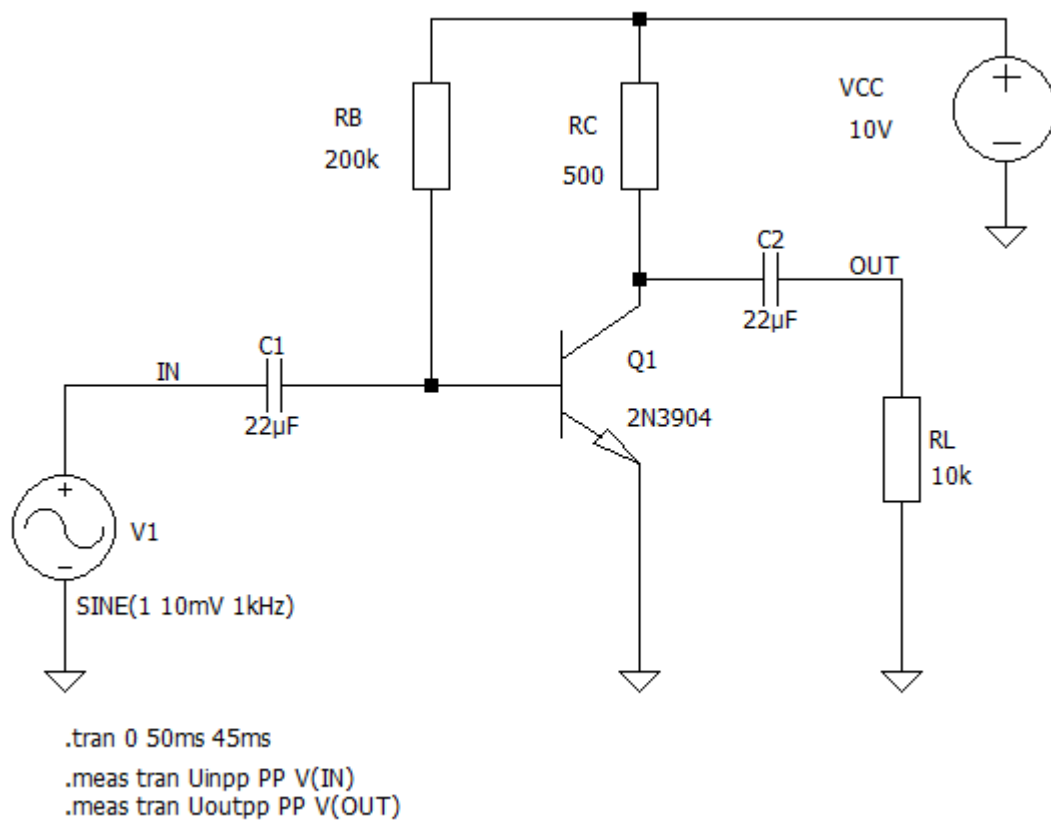 VCC
10V
RB
200k
RC
500
C2
22µF
OUT
C1
22µF
IN
Q1
2N3904
RL
10k
V1
SINE(1 10mV 1kHz)
.tran 0 50ms 45ms
.meas tran Uinpp PP V(IN)
.meas tran Uoutpp PP V(OUT)